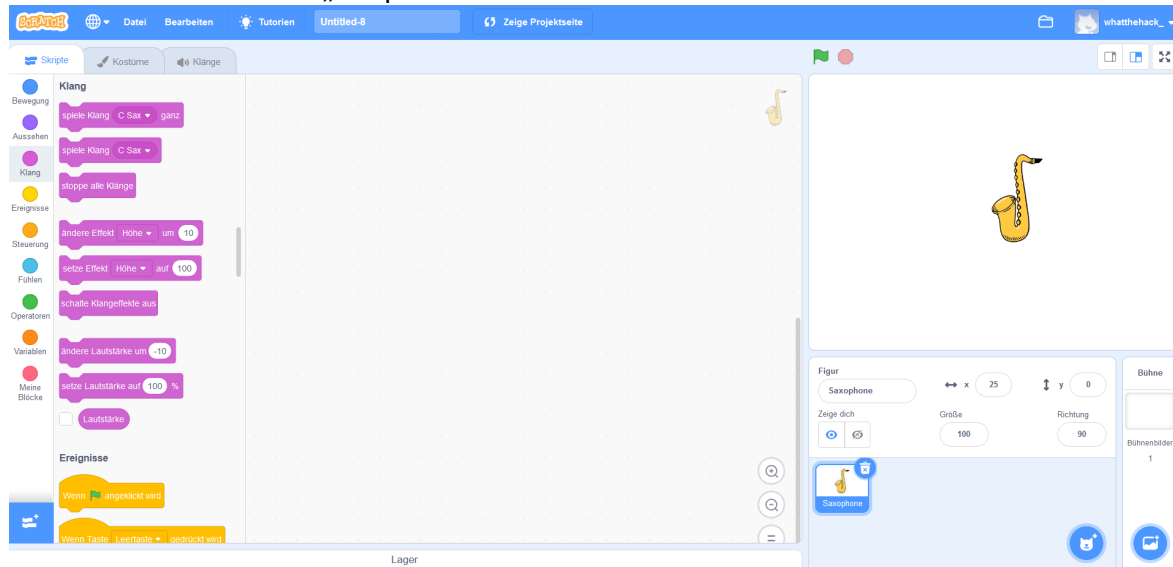 SCRATCH Datei Bearbeiten Tutorien Untitled-8 Zeige Projektseite whatthehack_
Skripte Kostüme Klänge
Bewegung
Aussehen
Klang
Ereignisse
Steuerung
Fühlen
Operatoren
Variablen
Meine
Blöcke
Klang
spiele Klang C Sax ganz
spiele Klang C Sax
stoppe alle Klänge
ändere Effekt Höhe um 10
setze Effekt Höhe auf 100
schalte Klangeffekte aus
ändere Lautstärke um -10
setze Lautstärke auf 100 %
Lautstärke
Ereignisse
Wenn angeklickt wird
Wenn Taste Leertaste gedrückt wird
Lager
Figur
Saxophone x 25 y 0
Zeige dich Größe Richtung
100 90
Saxophone
Bühne
Bühnenbilder
1